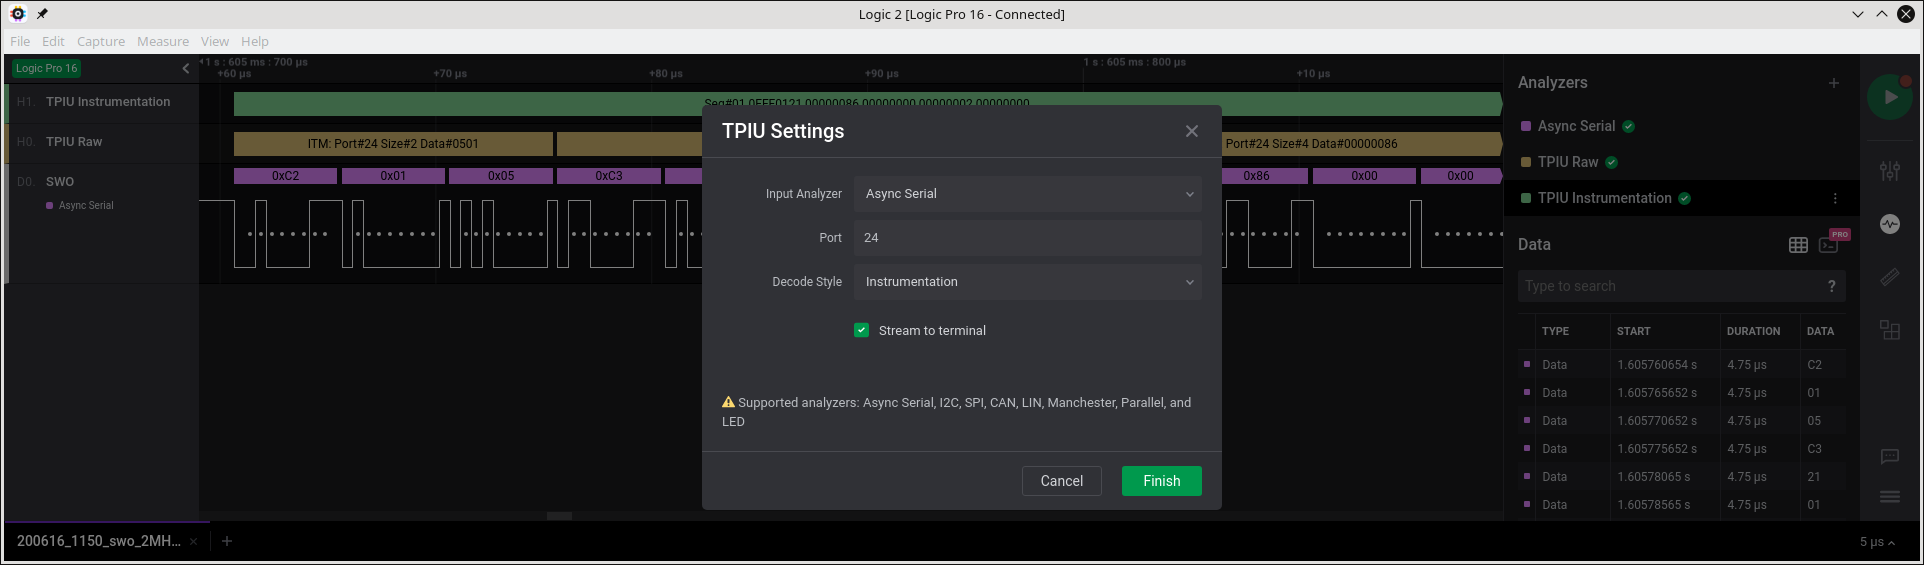 Logic 2 [Logic Pro 16 - Connected]
File Edit Capture Measure View Help
Logic Pro 16
1 s : 605 ms : 700 µs
1 s : 605 ms : 800 µs
+60 µs
+70 µs
+80 µs
+90 µs
+10 µs
H1. TPIU Instrumentation
Seq#01 0FFF0121 00000086 00000000 00000002 00000000
H0. TPIU Raw
ITM: Port#24 Size#2 Data#0501
Port#24 Size#4 Data#00000086
D0. SWO
0xC2
0x01
0x05
0xC3
0x86
0x00
0x00
Async Serial
TPIU Settings
Input Analyzer
Async Serial
Port
24
Decode Style
Instrumentation
Stream to terminal
Supported analyzers: Async Serial, I2C, SPI, CAN, LIN, Manchester, Parallel, and
LED
Cancel
Finish
Analyzers
Async Serial
TPIU Raw
TPIU Instrumentation
Data
PRO
Type to search
?
TYPE START DURATION DATA
Data 1.605760654 s 4.75 µs C2
Data 1.605765652 s 4.75 µs 01
Data 1.605770652 s 4.75 µs 05
Data 1.605775652 s 4.75 µs C3
Data 1.60578065 s 4.75 µs 21
Data 1.60578565 s 4.75 µs 01
200616_1150_swo_2MH...
5 µs